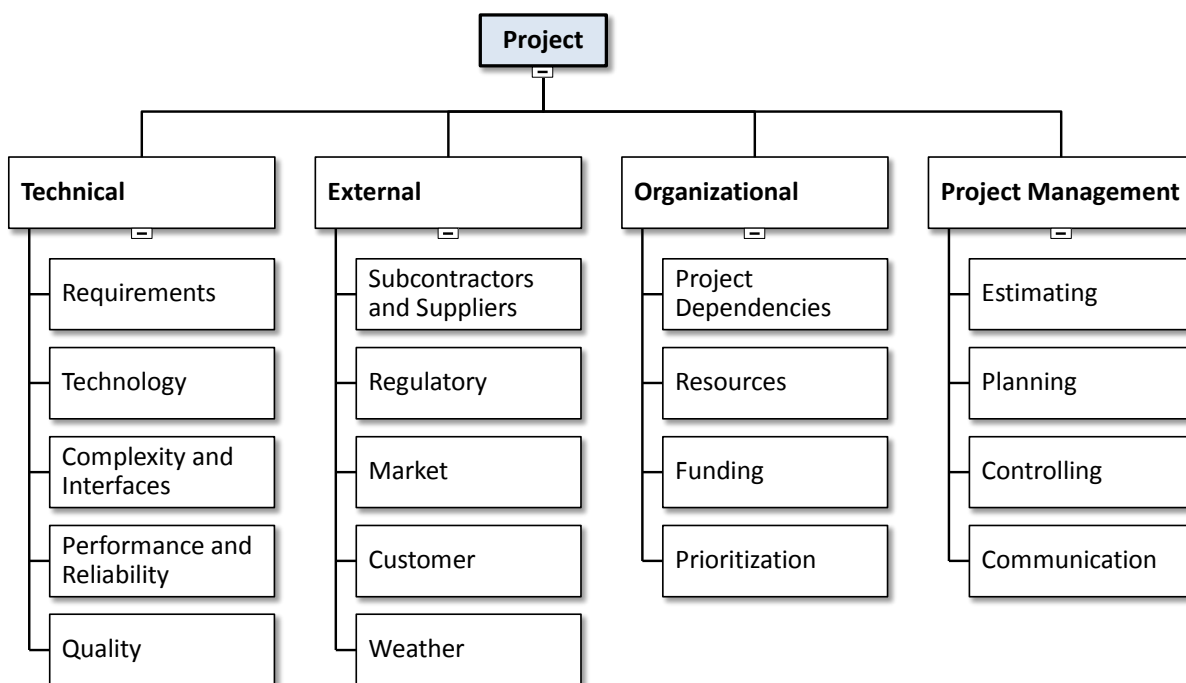 Project
Technical
External
Organizational
Project Management
Requirements
Technology
Complexity and
Interfaces
Performance and
Reliability
Quality
Subcontractors
and Suppliers
Regulatory
Market
Customer
Weather
Project
Dependencies
Resources
Funding
Prioritization
Estimating
Planning
Controlling
Communication